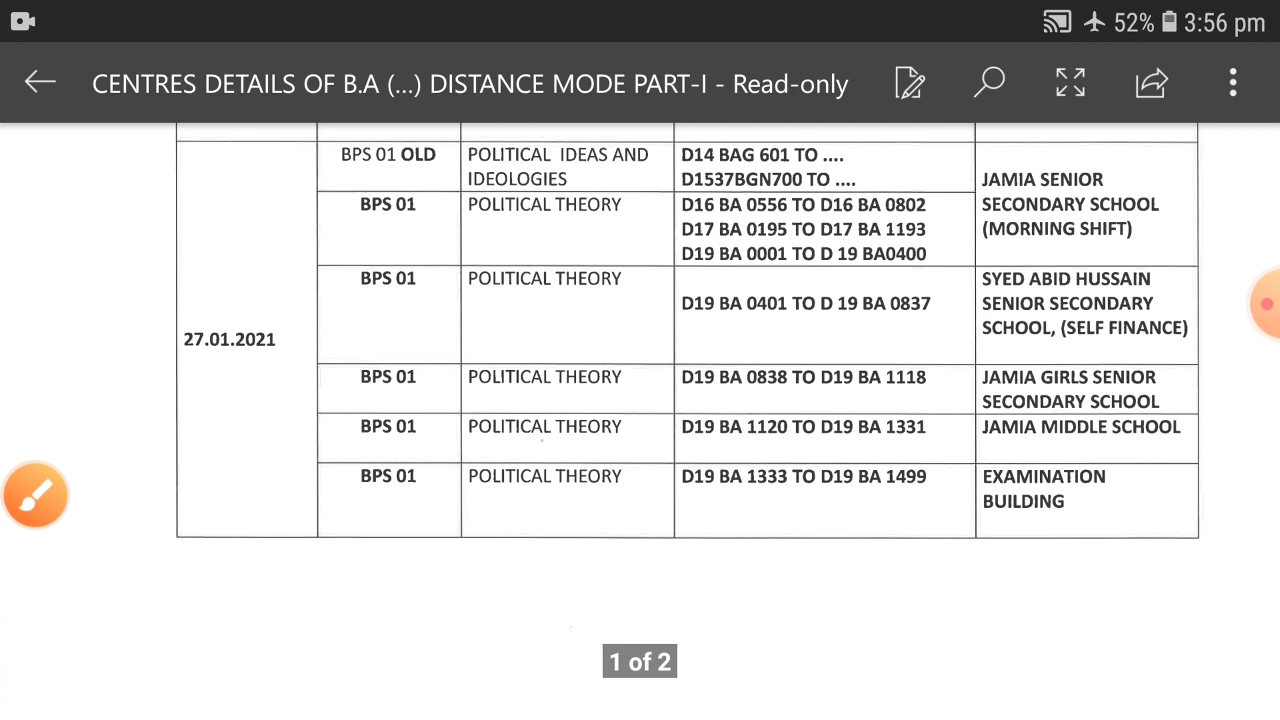 52% 3:56 pm
CENTRES DETAILS OF B.A (...) DISTANCE MODE PART-I - Read-only
27.01.2021
BPS 01 OLD
POLITICAL IDEAS AND
IDEOLOGIES
D14 BAG 601 TO ....
D1537BGN700 TO ....
JAMIA SENIOR
SECONDARY SCHOOL
(MORNING SHIFT)
BPS 01
POLITICAL THEORY
D16 BA 0556 TO D16 BA 0802
D17 BA 0195 TO D17 BA 1193
D19 BA 0001 TO D 19 BA0400
BPS 01
POLITICAL THEORY
D19 BA 0401 TO D 19 BA 0837
SYED ABID HUSSAIN
SENIOR SECONDARY
SCHOOL, (SELF FINANCE)
BPS 01
POLITICAL THEORY
D19 BA 0838 TO D19 BA 1118
JAMIA GIRLS SENIOR
SECONDARY SCHOOL
BPS 01
POLITICAL THEORY
D19 BA 1120 TO D19 BA 1331
JAMIA MIDDLE SCHOOL
BPS 01
POLITICAL THEORY
D19 BA 1333 TO D19 BA 1499
EXAMINATION
BUILDING
1 of 2